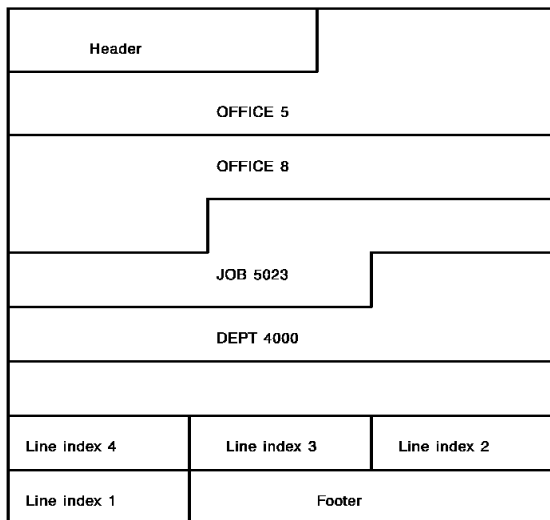 Header
OFFICE 5
OFFICE 8
JOB 5023
DEPT 4000
Line index 4 Line index 3 Line index 2
Line index 1 Footer